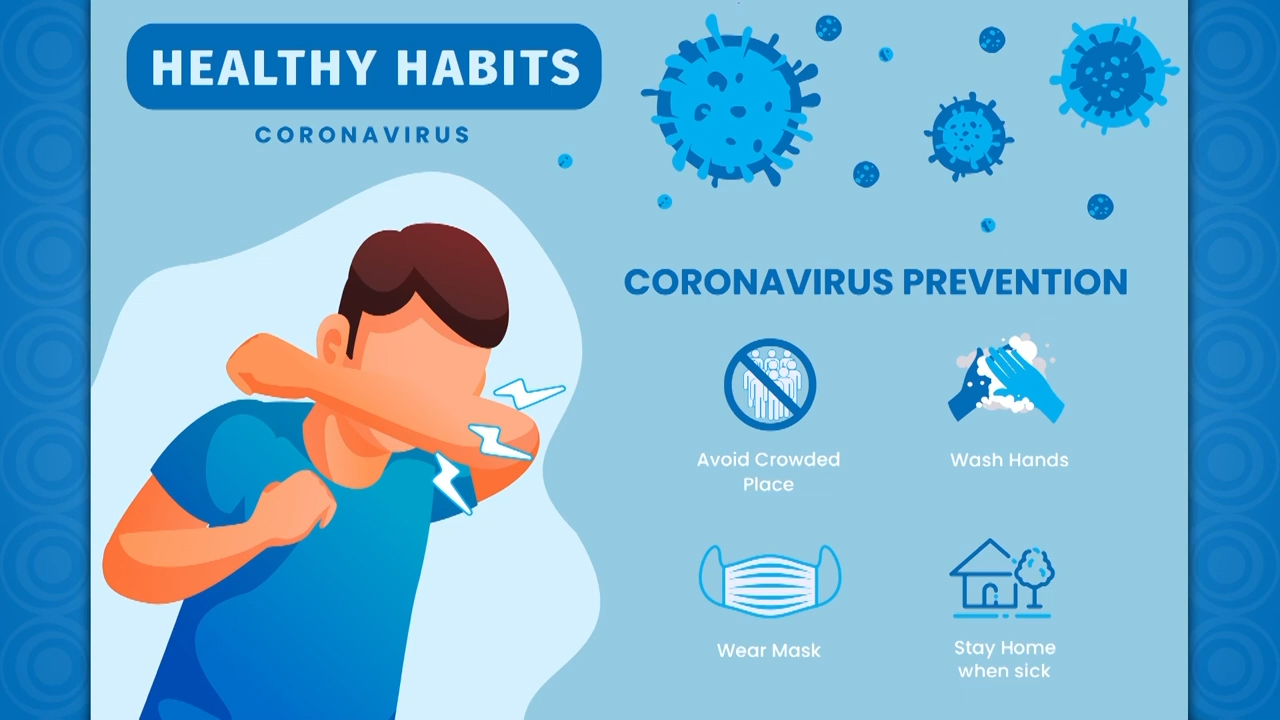 HEALTHY HABITS
CORONAVIRUS
CORONAVIRUS PREVENTION
Avoid Crowded
Place
Wash Hands
Wear Mask
Stay Home
when sick